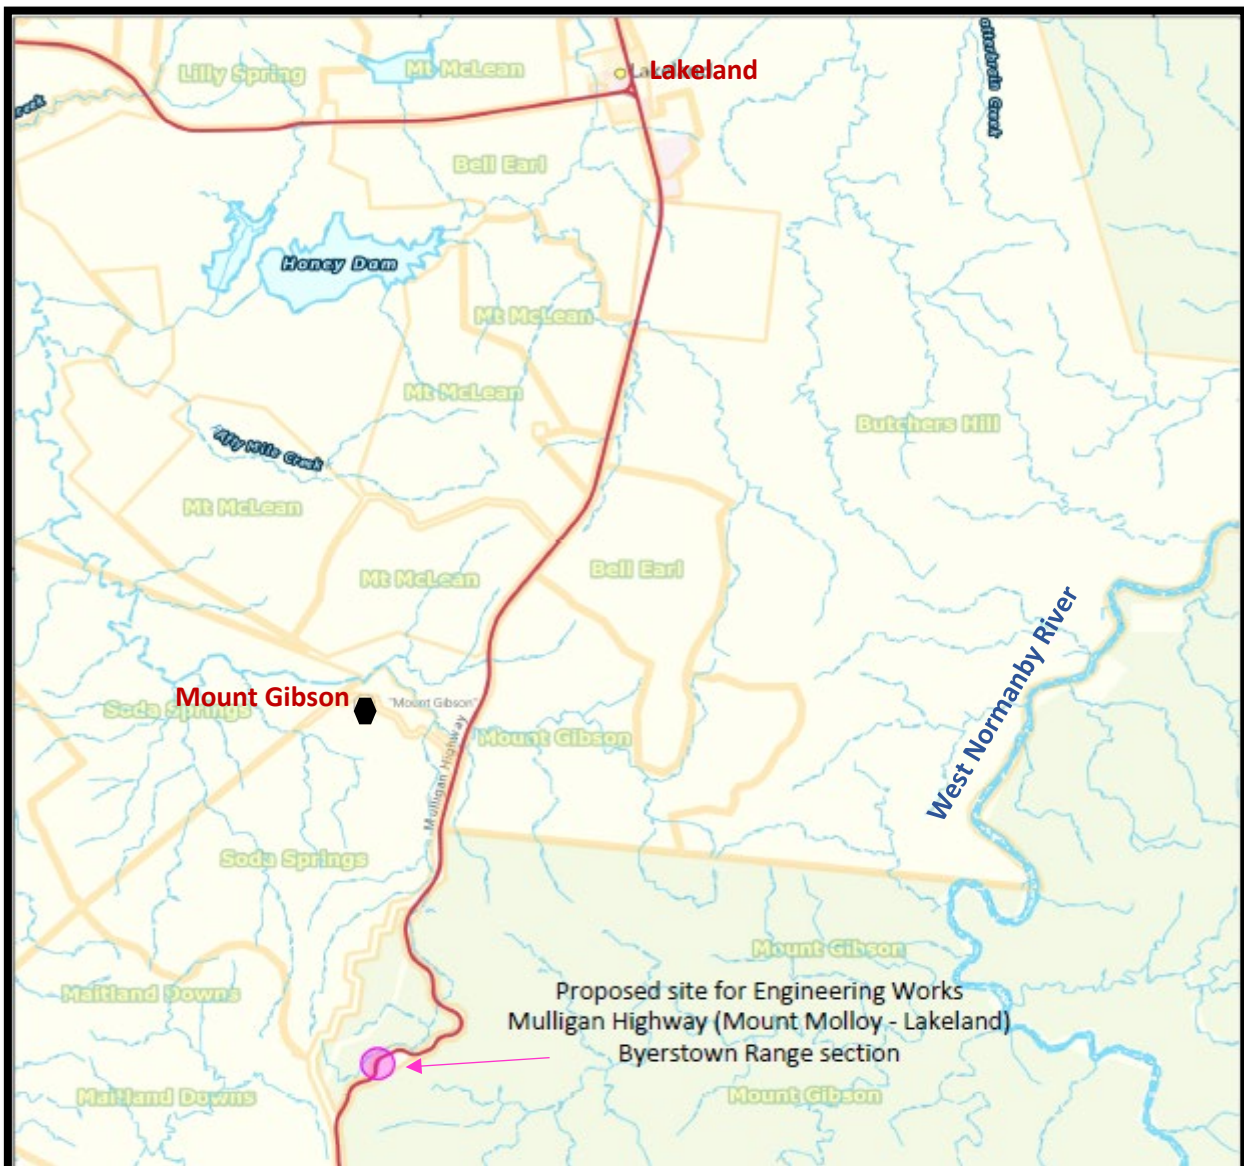 Lilly Spring
Mt McLean
Lakeland
Creek
Bell Earl
Honey Dam
Mt McLean
Mt McLean
Butchers Hill
Fifty Mile Creek
Mt McLean
Mt McLean
Bell Earl
West Normanby River
Mount Gibson
Soda Springs
"Mount Gibson"
Mulligan Highway
Mount Gibson
Soda Springs
Mount Gibson
Maitland Downs
Proposed site for Engineering Works
Mulligan Highway (Mount Molloy - Lakeland)
Byerstown Range section
Maitland Downs
Mount Gibson